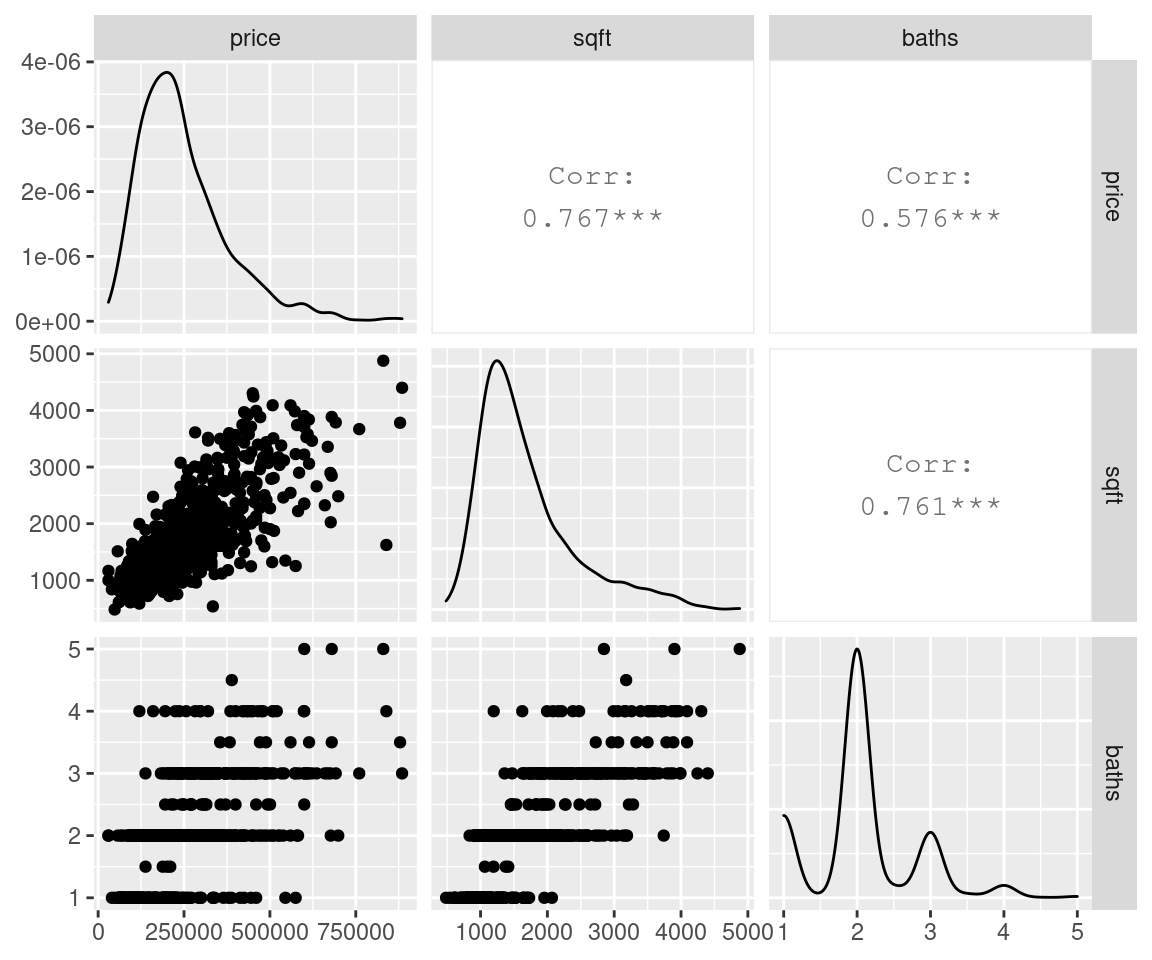 price sqft baths
4e-06
3e-06
2e-06
1e-06
0e+00
Corr:
0.767***
Corr:
0.576***
price
5000
4000
3000
2000
1000
Corr:
0.761***
sqft
5
4
3
2
1
baths
0 250000 500000 750000
1000 2000 3000 4000 5000
1 2 3 4 5